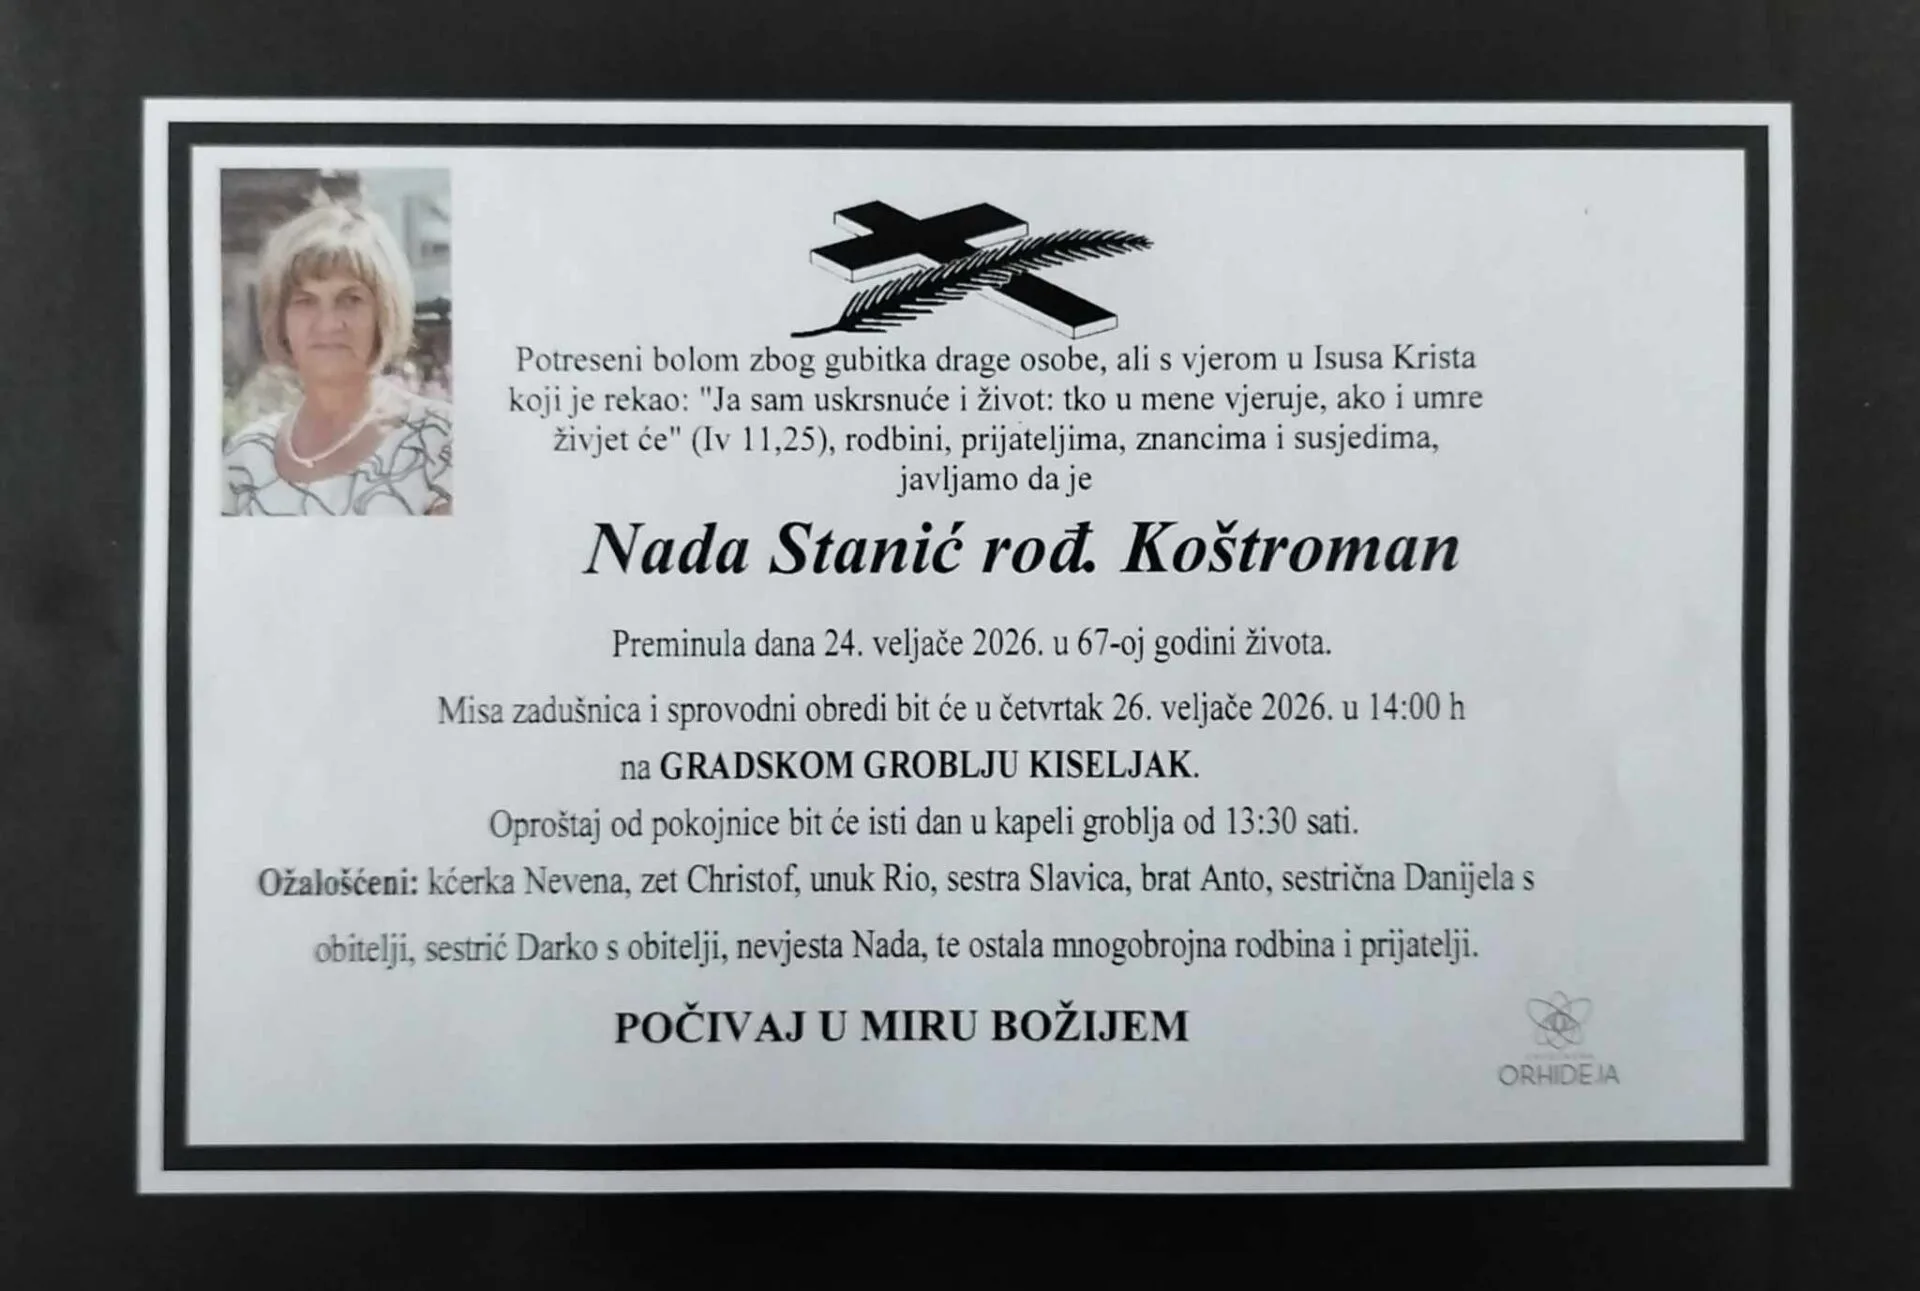 Potreseni bolom zbog gubitka drage osobe, ali s vjerom u Isusa Krista
koji je rekao: "Ja sam uskrsnuće i život: tko u mene vjeruje, ako i umre
živjet će" (Iv 11,25), rodbini, prijateljima, znancima i susjedima,
javljamo da je
Nada Stanić rođ. Koštroman
Preminula dana 24. veljače 2026. u 67-oj godini života.
Misa zadušnica i sprovodni obredi bit će u četvrtak 26. veljače 2026. u 14:00 h
na GRADSKOM GROBLJU KISELJAK.
Oproštaj od pokojnice bit će isti dan u kapeli groblja od 13:30 sati.
Ožalošćeni: kćerka Nevena, zet Christof, unuk Rio, sestra Slavica, brat Anto, sestrična Danijela s
obitelji, sestrić Darko s obitelji, nevjesta Nada, te ostala mnogobrojna rodbina i prijatelji.
POČIVAJ U MIRU BOŽIJEM
ORHIDEJA